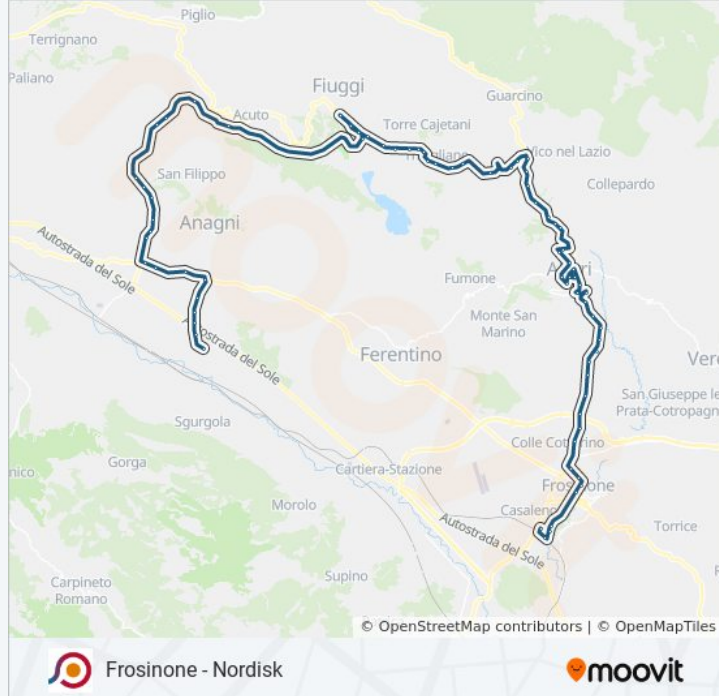 Piglio
Terrignano
Paliano
Fiuggi
Acuto
Guarcino
Torre Cajetani
Vico nel Lazio
San Filippo
Collepardo
Anagni
Autostrada del Sole
Fumone
Monte San
Marino
Autostrada del Sole
Ferentino
San Giuseppe le
Prata-Cotropagn
Sgurgola
Colle Cottorino
Gorga
Cartiera-Stazione
Frosinone
Morolo
Casaleno
Autostrada del Sole
Torrice
Supino
Carpineto
Romano
© OpenStreetMap contributors | © OpenMapTiles
Frosinone - Nordisk
moovit